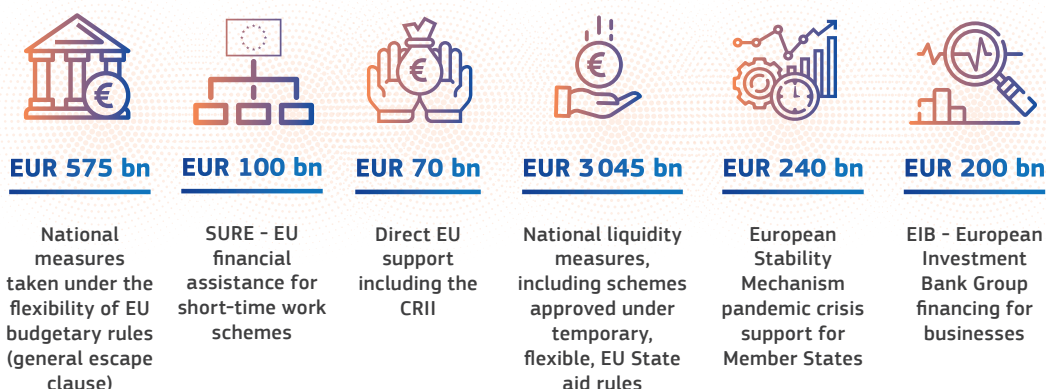 EUR 575 bn
National
measures
taken under the
flexibility of EU
budgetary rules
(general escape
clause)
EUR 100 bn
SURE - EU
financial
assistance for
short-time work
schemes
EUR 70 bn
Direct EU
support
including the
CRII
EUR 3 045 bn
National liquidity
measures,
including schemes
approved under
temporary,
flexible, EU State
aid rules
EUR 240 bn
European
Stability
Mechanism
pandemic crisis
support for
Member States
EUR 200 bn
EIB - European
Investment
Bank Group
financing for
businesses